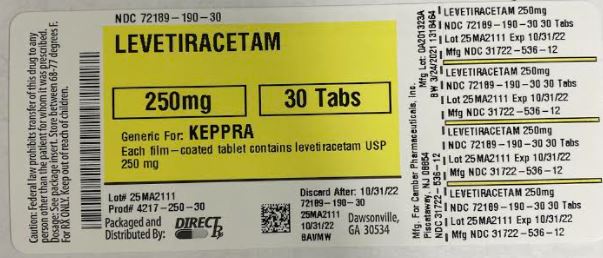 Caution: Federal law prohibits transfer of this drug to any
person other than the patient for whom it was prescribed.
Dosage: See package insert. Store between 68-77 degrees F.
For RX ONLY. Keep out of reach of children.
NDC 72189-190-30
LEVETIRACETAM
250mg
30 Tabs
Generic For: KEPPRA
Each film-coated tablet contains levetiracetam USP
250 mg
Lot# 25MA2111
Prod# 4217-250-30
Packaged and
Distributed By: DIRECT Rx
Discard After: 10/31/22
72189-190-30
25MA2111
10/31/22
BAVMW
Dawsonville,
GA 30534
Mfg. For Camber Pharmaceuticals, Inc.
Piscataway, NJ 08854
NDC 31722-536-12
Mfg Lot: OA201323A
BW 3/24/2021 1318464
LEVETIRACETAM 250mg
NDC 72189-190-30 30 Tabs
Lot 25MA2111 Exp 10/31/22
Mfg NDC 31722-536-12
LEVETIRACETAM 250mg
NDC 72189-190-30 30 Tabs
Lot 25MA2111 Exp 10/31/22
Mfg NDC 31722-536-12
LEVETIRACETAM 250mg
NDC 72189-190-30 30 Tabs
Lot 25MA2111 Exp 10/31/22
Mfg NDC 31722-536-12
LEVETIRACETAM 250mg
NDC 72189-190-30 30 Tabs
Lot 25MA2111 Exp 10/31/22
Mfg NDC 31722-536-12